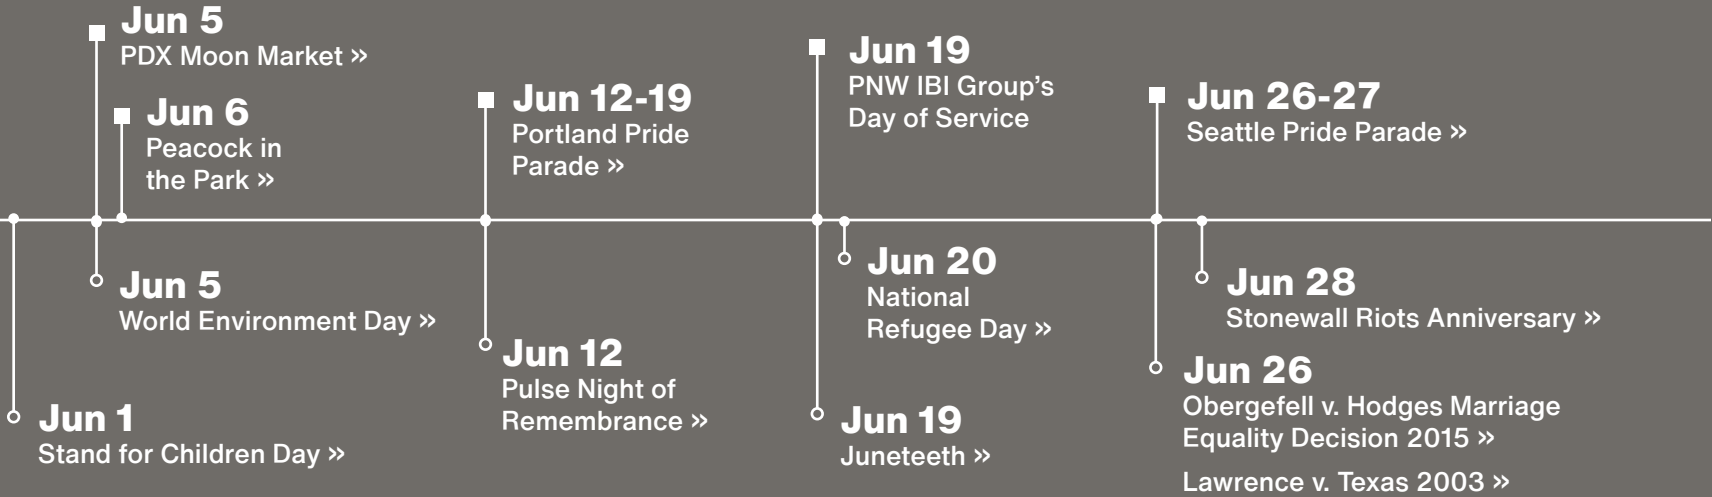 Jun 5
PDX Moon Market »
Jun 6
Peacock in
the Park »
Jun 12-19
Portland Pride
Parade »
Jun 19
PNW IBI Group’s
Day of Service
Jun 26-27
Seattle Pride Parade »
Jun 1
Stand for Children Day »
Jun 5
World Environment Day »
Jun 12
Pulse Night of
Remembrance »
Jun 19
Juneteeth »
Jun 20
National
Refugee Day »
Jun 26
Obergefell v. Hodges Marriage
Equality Decision 2015 »
Lawrence v. Texas 2003 »
Jun 28
Stonewall Riots Anniversary »